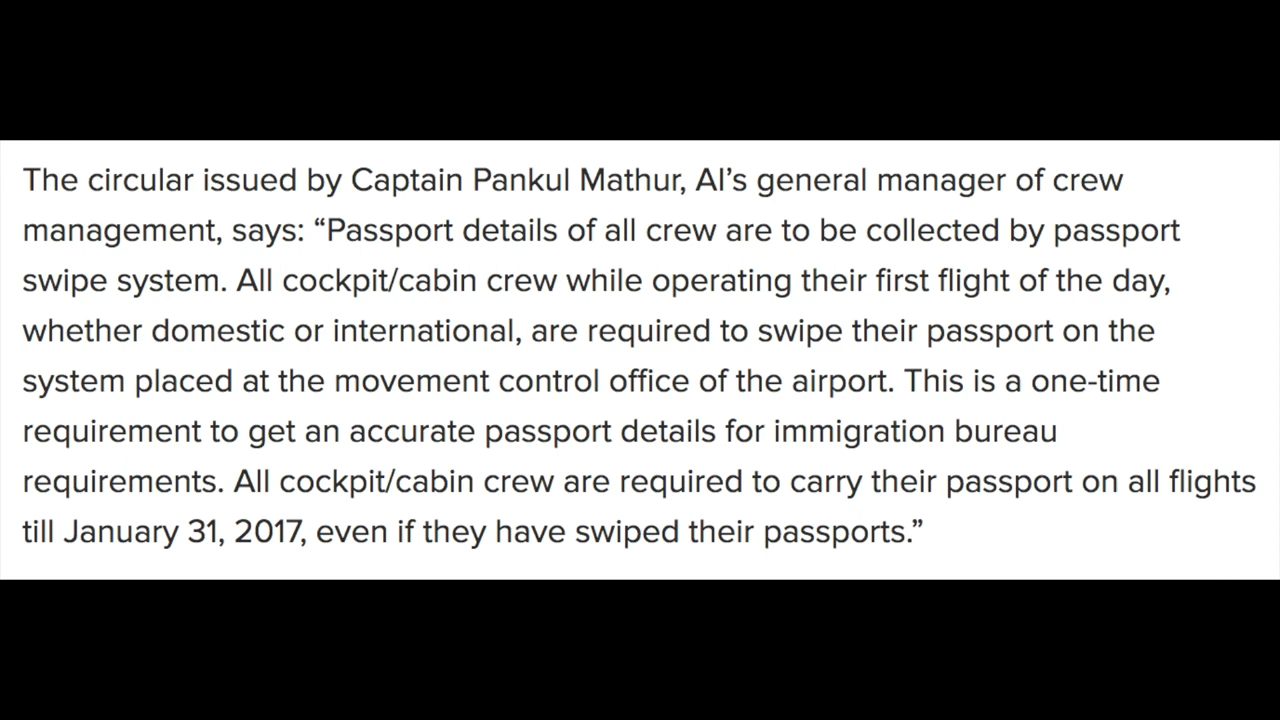 The circular issued by Captain Pankul Mathur, AI’s general manager of crew
management, says: “Passport details of all crew are to be collected by passport
swipe system. All cockpit/cabin crew while operating their first flight of the day,
whether domestic or international, are required to swipe their passport on the
system placed at the movement control office of the airport. This is a one-time
requirement to get an accurate passport details for immigration bureau
requirements. All cockpit/cabin crew are required to carry their passport on all flights
till January 31, 2017, even if they have swiped their passports.”